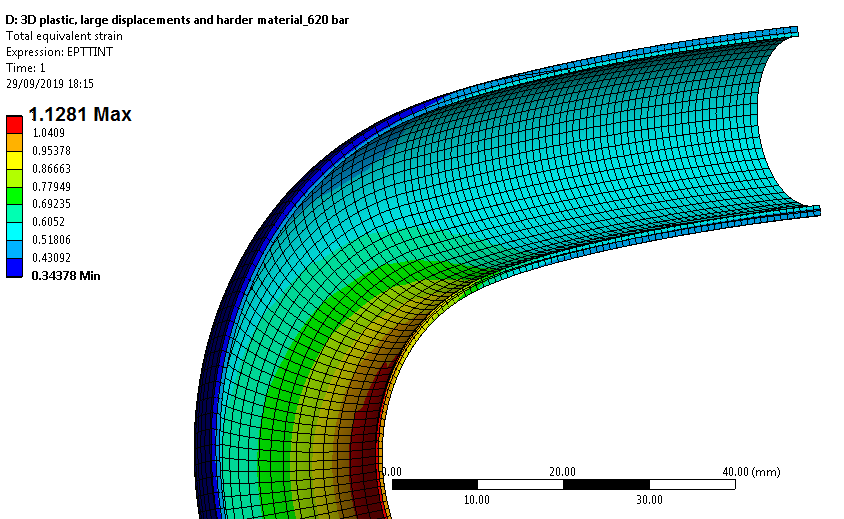 D: 3D plastic, large displacements and harder material_620 bar
Total equivalent strain
Expression: EPTTINT
Time: 1
29/09/2019 18:15
1.1281 Max
1.0409
0.95378
0.86663
0.77949
0.69235
0.6052
0.51806
0.43092
0.34378 Min
0.00 20.00 40.00 (mm)
10.00 30.00